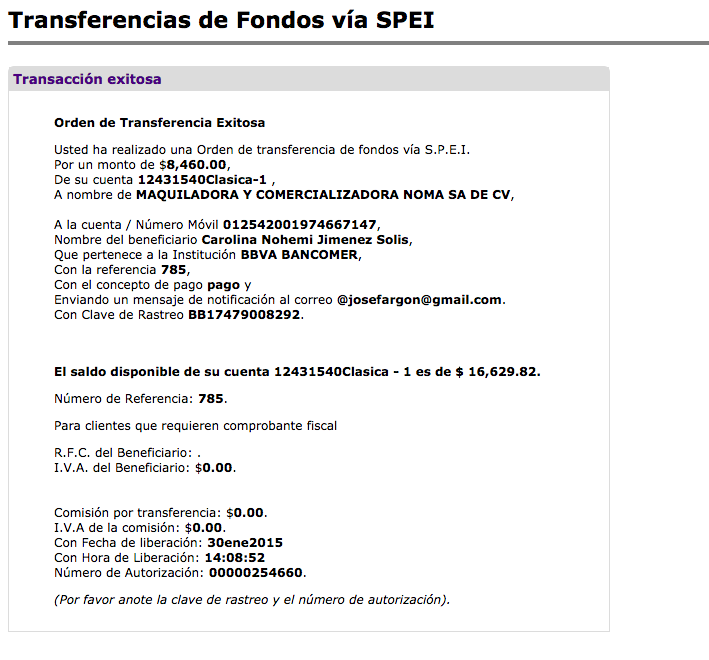 Transferencias de Fondos vía SPEI
Transacción exitosa
Orden de Transferencia Exitosa
Usted ha realizado una Orden de transferencia de fondos vía S.P.E.I.
Por un monto de $8,460.00,
De su cuenta 12431540Clasica-1 ,
A nombre de MAQUILADORA Y COMERCIALIZADORA NOMA SA DE CV,
A la cuenta / Número Móvil 012542001974667147,
Nombre del beneficiario Carolina Nohemi Jimenez Solis,
Que pertenece a la Institución BBVA BANCOMER,
Con la referencia 785,
Con el concepto de pago pago y
Enviando un mensaje de notificación al correo @josefargon@gmail.com.
Con Clave de Rastreo BB17479008292.
El saldo disponible de su cuenta 12431540Clasica - 1 es de $ 16,629.82.
Número de Referencia: 785.
Para clientes que requieren comprobante fiscal
R.F.C. del Beneficiario: .
I.V.A. del Beneficiario: $0.00.
Comisión por transferencia: $0.00.
I.V.A de la comisión: $0.00.
Con Fecha de liberación: 30ene2015
Con Hora de Liberación: 14:08:52
Número de Autorización: 00000254660.
(Por favor anote la clave de rastreo y el número de autorización).